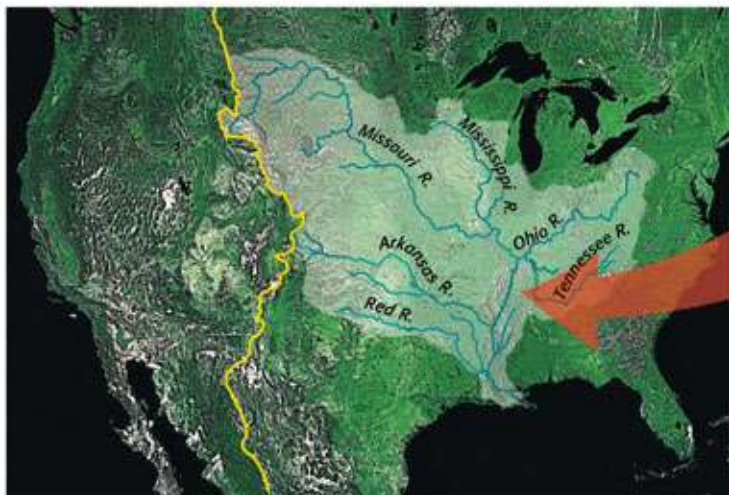 Missouri R.
Mississippi R.
Ohio R.
Tennessee R.
Arkansas R.
Red R.